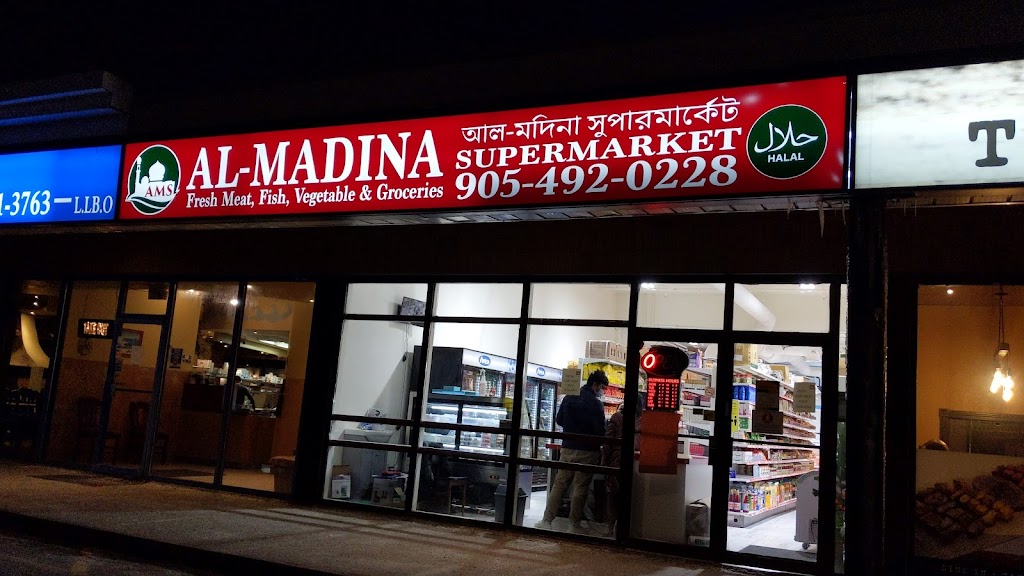 1-3763 — L.L.B.O
AMS
AL-MADINA
Fresh Meat, Fish, Vegetable & Groceries
আল-মদিনা সুপারমার্কেট
SUPERMARKET
905-492-0228
حلال
HALAL
T